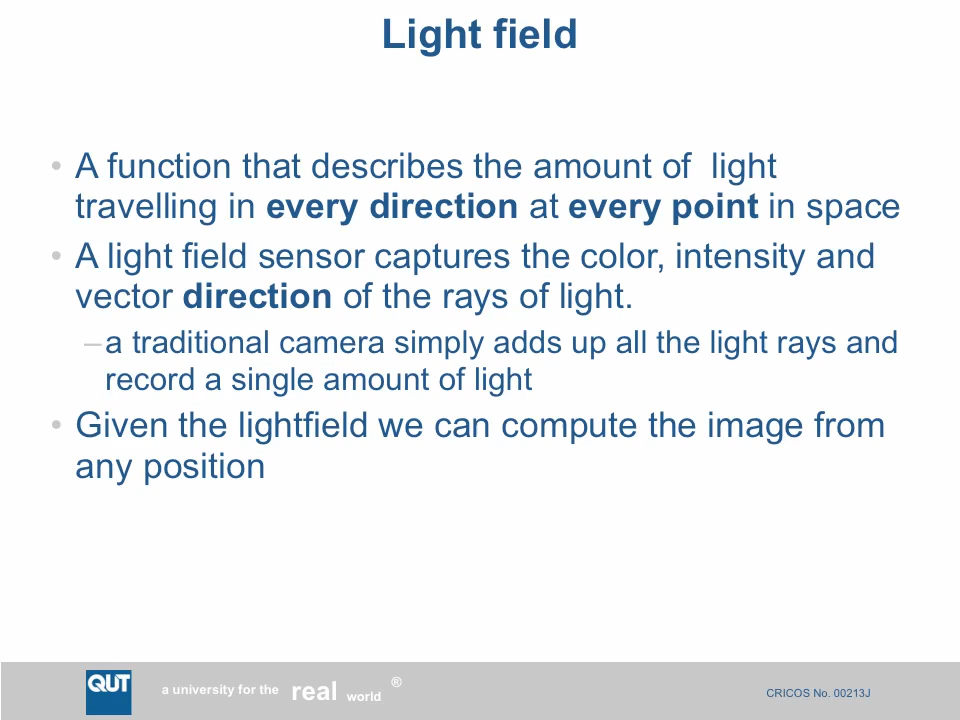 Light field
• A function that describes the amount of  light
travelling in every direction at every point in space
• A light field sensor captures the color, intensity and
vector direction of the rays of light.
–a traditional camera simply adds up all the light rays and
record a single amount of light
• Given the lightfield we can compute the image from
any position
QUT a university for the real world ® CRICOS No. 00213J